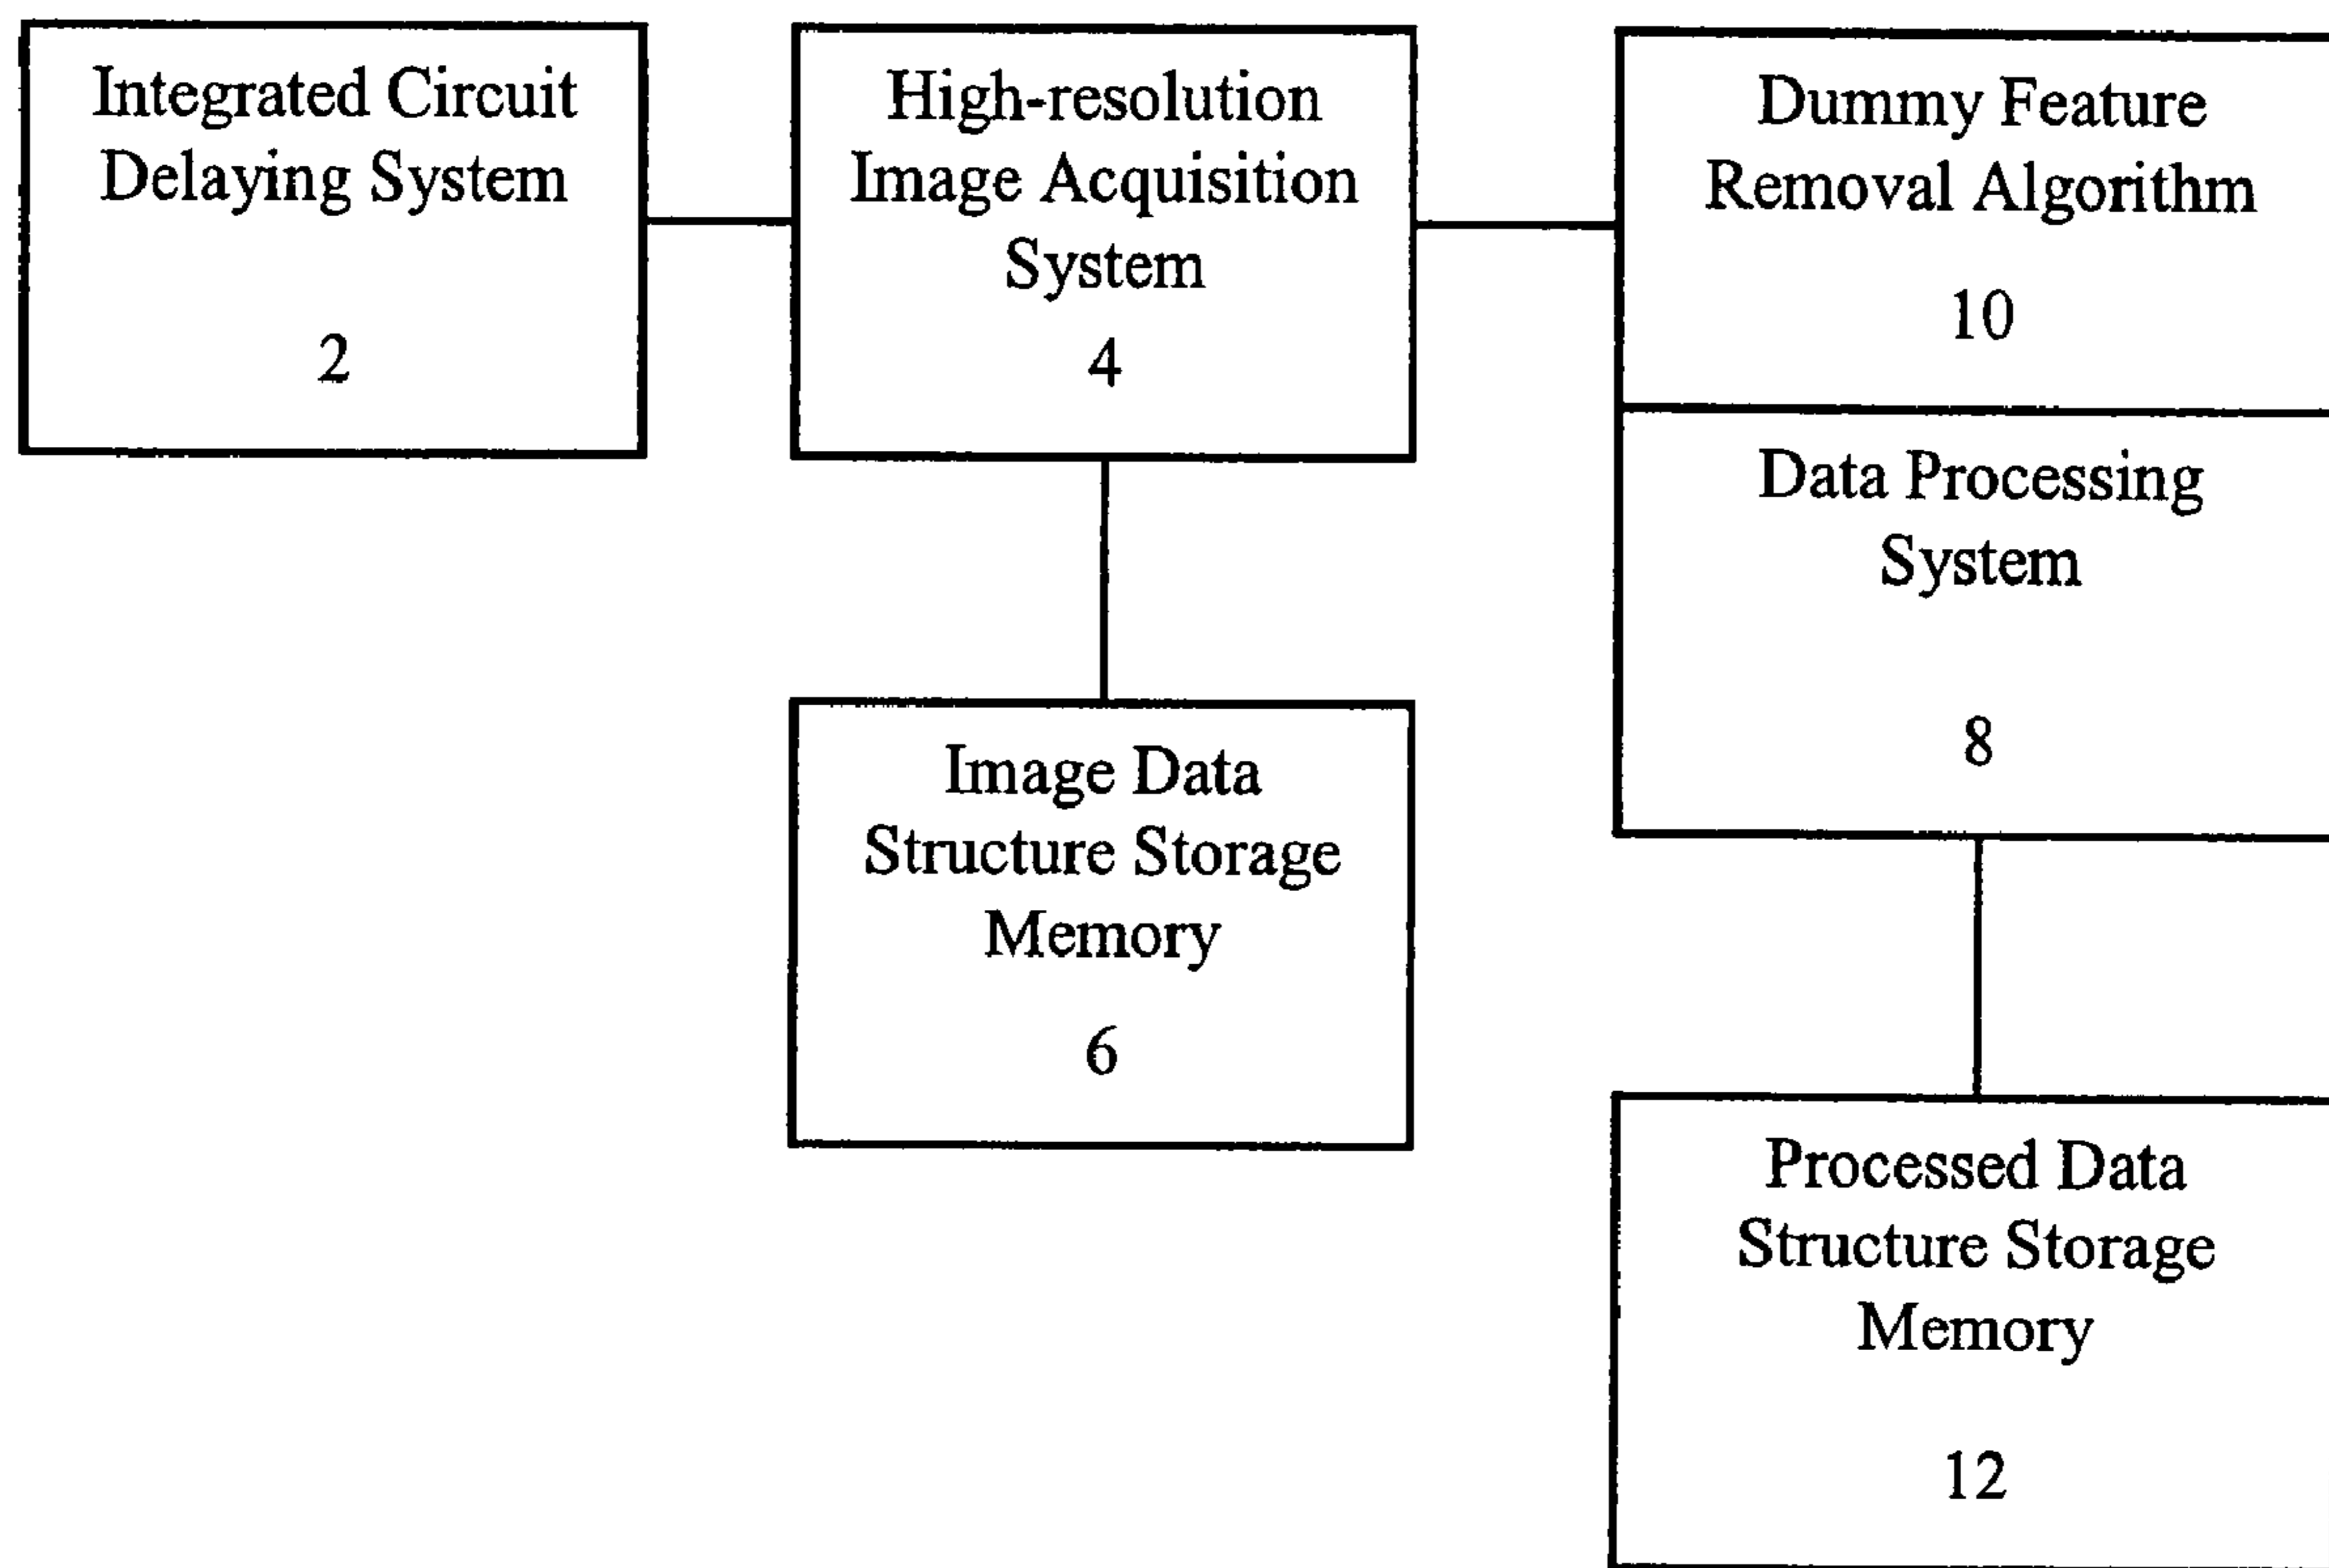 Integrated Circuit
Delaying System
2
High-resolution
Image Acquisition
System
4
Dummy Feature
Removal Algorithm
10
Data Processing
System
8
Image Data
Structure Storage
Memory
6
Processed Data
Structure Storage
Memory
12